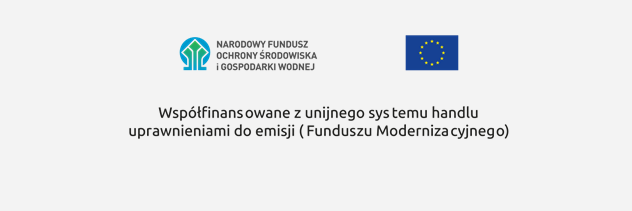 NARODOWY FUNDUSZ
OCHRONY ŚRODOWISKA
i GOSPODARKI WODNEJ
Współfinansowane z unijnego systemu handlu
uprawnieniami do emisji (Funduszu Modernizacyjnego)